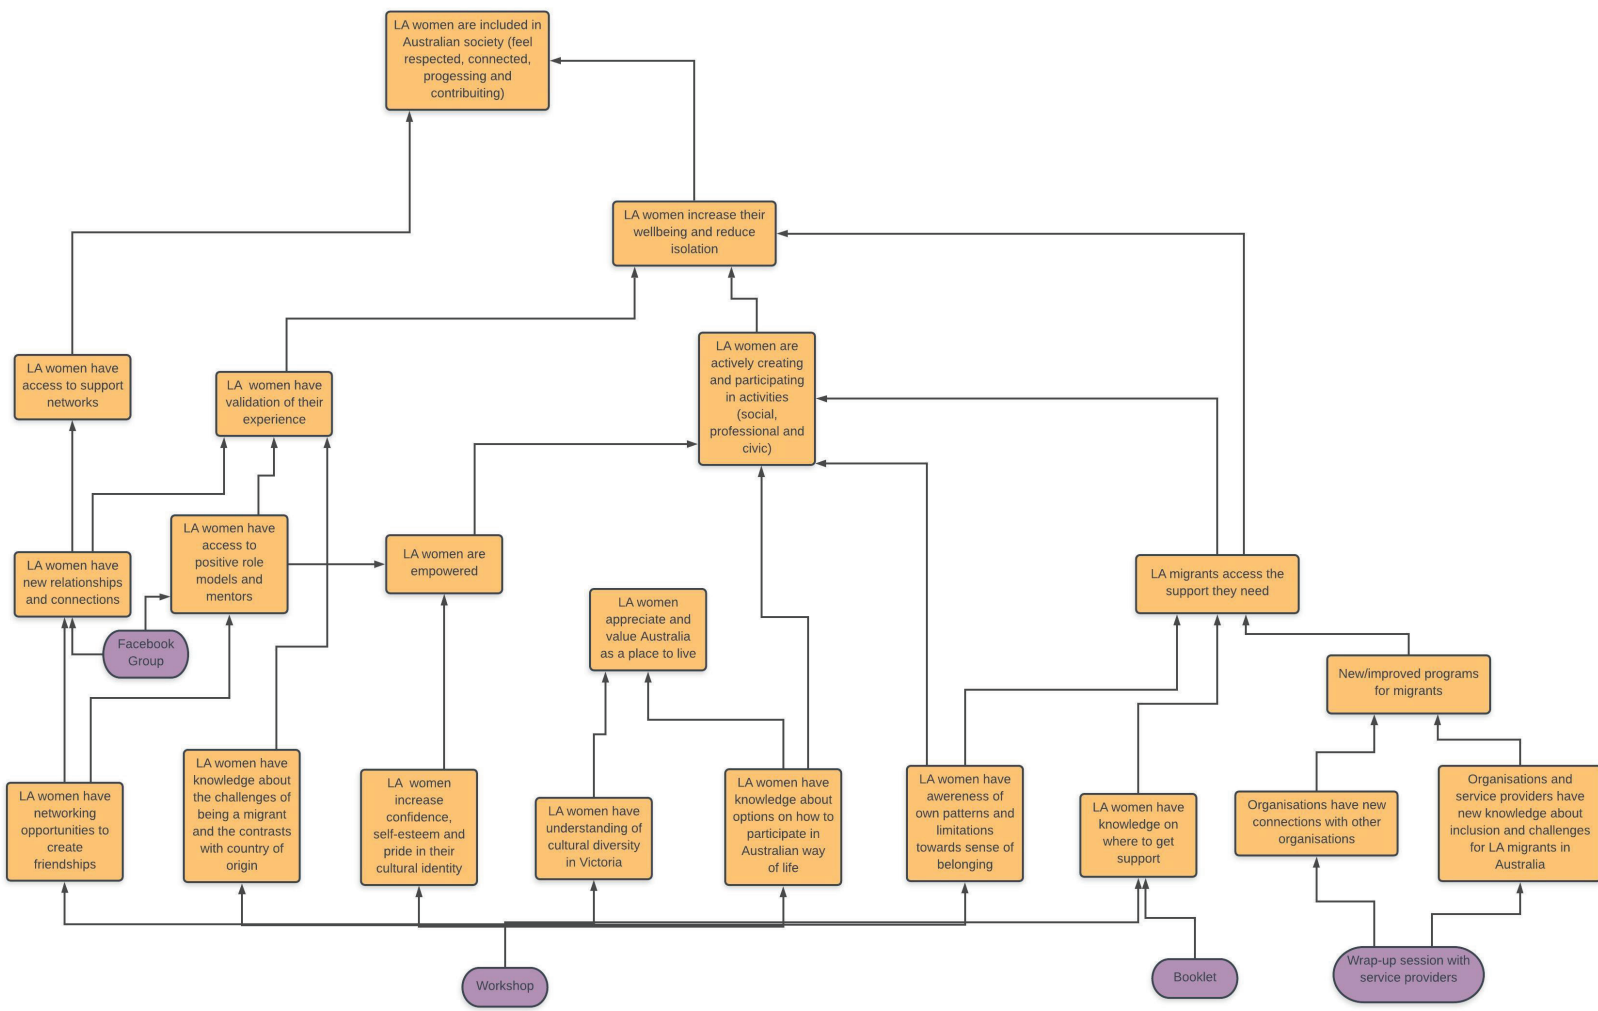 LA women are included in
Australian society (feel
respected, connected,
progessing and
contribuiting)
LA women increase their
wellbeing and reduce
isolation
LA women have
access to support
networks
LA  women have
validation of their
experience
LA women are
actively creating
and participating
in activities
(social,
professional and
civic)
LA women have
new relationships
and connections
LA women have
access to
positive role
models and
mentors
LA women are
empowered
LA women
appreciate and
value Australia
as a place to live
LA migrants access the
support they need
Facebook
Group
New/improved programs
for migrants
LA women have
networking
opportunities to
create
friendships
LA women have
knowledge about
the challenges of
being a migrant
and the contrasts
with country of
origin
LA  women
increase
confidence,
self-esteem and
pride in their
cultural identity
LA women have
understanding of
cultural diversity
in Victoria
LA women have
knowledge about
options on how to
participate in
Australian way
of life
LA women have
awereness of
own patterns and
limitations
towards sense of
belonging
LA women have
knowledge on
where to get
support
Organisations have new
connections with other
organisations
Organisations and
service providers have
new knowledge about
inclusion and challenges
for LA migrants in
Australia
Workshop
Booklet
Wrap-up session with
service providers